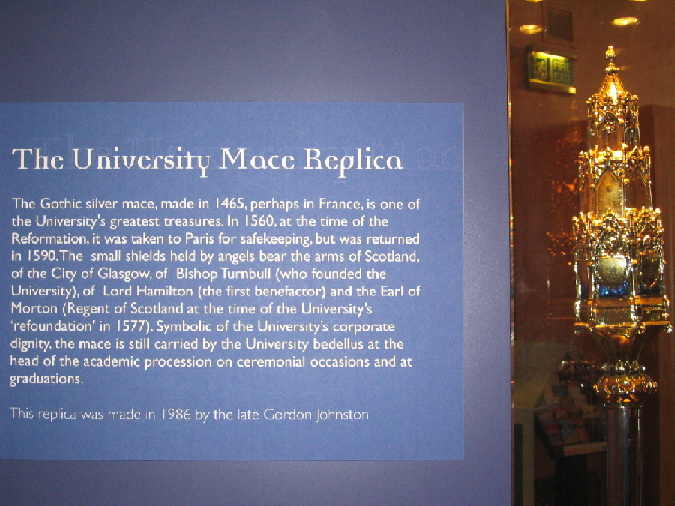 The University Mace Replica
The Gothic silver mace, made in 1465, perhaps in France, is one of
the University's greatest treasures. In 1560, at the time of the
Reformation, it was taken to Paris for safekeeping, but was returned
in 1590. The small shields held by angels bear the arms of Scotland,
of the City of Glasgow, of Bishop Turnbull (who founded the
University), of Lord Hamilton (the first benefactor) and the Earl of
Morton (Regent of Scotland at the time of the University's
'refoundation' in 1577). Symbolic of the University's corporate
dignity, the mace is still carried by the University bedellus at the
head of the academic procession on ceremonial occasions and at
graduations.
This replica was made in 1986 by the late Gordon Johnston